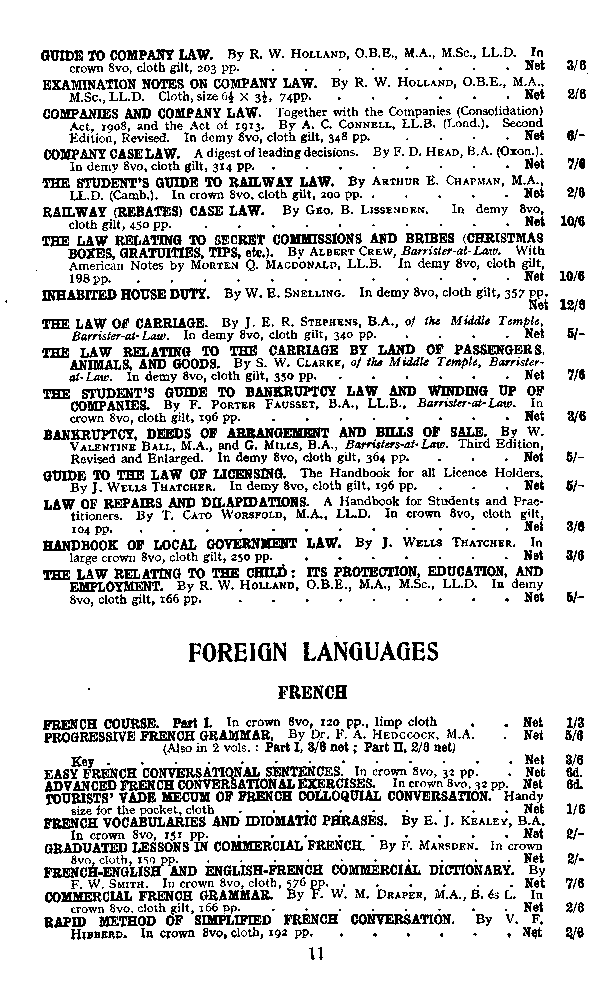 GUIDE TO COMPANY LAW. By R. W. HOLLAND, O.B.E., M.A., M.Sc., LL.D. In
crown 8vo, cloth gilt, 203 pp. . . . . . . . Net 3/6
EXAMINATION NOTES ON COMPANY LAW. By R. W. HOLLAND, O.B.E., M.A.,
M.Sc., LL.D. Cloth, size 6½ × 3½, 74pp. . . . . . . Net 2/6
COMPANIES AND COMPANY LAW. Together with the Companies (Consolidation)
Act, 1908, and the Act of 1913. By A. C. CONNELL, LL.B. (Lond.). Second
Edition, Revised. In demy 8vo, cloth gilt, 348 pp. . . . . Net 6/-
COMPANY CASE LAW. A digest of leading decisions. By F. D. HEAD, B.A. (Oxon.).
In demy 8vo, cloth gilt, 314 pp. . . . . . . . Net 7/6
THE STUDENT'S GUIDE TO RAILWAY LAW. By ARTHUR E. CHAPMAN, M.A.,
LL.D. (Camb.). In crown 8vo, cloth gilt, 200 pp. . . . . . Net 2/6
RAILWAY (REBATES) CASE LAW. By GEO. B. LISSENDEN. In demy 8vo,
cloth gilt, 450 pp. . . . . . . . . . Net 10/6
THE LAW RELATING TO SECRET COMMISSIONS AND BRIBES (CHRISTMAS
BOXES, GRATUITIES, TIPS, etc.). By ALBERT CREW, Barrister-at-Law. With
American Notes by MORTEN Q. MACDONALD, LL.B. In demy 8vo, cloth gilt,
198 pp. . . . . . . . . . . . Net 10/6
INHABITED HOUSE DUTY. By W. E. SNELLING. In demy 8vo, cloth gilt, 357 pp.
Net 12/6
THE LAW OF CARRIAGE. By J. E. R. STEPHENS, B.A., of the Middle Temple,
Barrister-at-Law. In demy 8vo, cloth gilt, 340 pp. . . . . Net 5/-
THE LAW RELATING TO THE CARRIAGE BY LAND OF PASSENGERS,
ANIMALS, AND GOODS. By S. W. CLARKE, of the Middle Temple, Barrister-
at-Law. In demy 8vo, cloth gilt, 350 pp. . . . . . Net 7/6
THE STUDENT'S GUIDE TO BANKRUPTCY LAW AND WINDING UP OF
COMPANIES. By F. PORTER FAUSSET, B.A., LL.B., Barrister-at-Law. In
crown 8vo, cloth gilt, 196 pp. . . . . . . . Net 3/6
BANKRUPTCY, DEEDS OF ARRANGEMENT AND BILLS OF SALE. By W.
VALENTINE BALL, M.A., and G. MILLS, B.A., Barristers-at-Law. Third Edition,
Revised and Enlarged. In demy 8vo, cloth gilt, 364 pp. . . . Net 5/-
GUIDE TO THE LAW OF LICENSING. The Handbook for all Licence Holders.
By J. WELLS THATCHER. In demy 8vo, cloth gilt, 196 pp. . . . Net 5/-
LAW OF REPAIRS AND DILAPIDATIONS. A Handbook for Students and Prac-
titioners. By T. CATO WORSFOLD, M.A., LL.D. In crown 8vo, cloth gilt,
104 pp. . . . . . . . . . . . Net 3/6
HANDBOOK OF LOCAL GOVERNMENT LAW. By J. WELLS THATCHER. In
large crown 8vo, cloth gilt, 250 pp. . . . . . . Net 3/6
THE LAW RELATING TO THE CHILD: ITS PROTECTION, EDUCATION, AND
EMPLOYMENT. By R. W. HOLLAND, O.B.E., M.A., M.Sc., LL.D. In demy
8vo, cloth gilt, 166 pp. . . . . . . . . Net 5/-
FOREIGN LANGUAGES
FRENCH
FRENCH COURSE. Part I. In crown 8vo, 120 pp., limp cloth . . Net 1/3
PROGRESSIVE FRENCH GRAMMAR. By Dr. F. A. HEDGCOCK, M.A. . Net 5/6
(Also in 2 vols.: Part I, 3/6 net; Part II, 2/6 net)
Key . . . . . . . . . . . Net 3/6
EASY FRENCH CONVERSATIONAL SENTENCES. In crown 8vo, 32 pp. . Net 6d.
ADVANCED FRENCH CONVERSATIONAL EXERCISES. In crown 8vo, 32 pp. Net 6d.
TOURISTS' VADE MECUM OF FRENCH COLLOQUIAL CONVERSATION. Handy
size for the pocket, cloth . . . . . . . . Net 1/6
FRENCH VOCABULARIES AND IDIOMATIC PHRASES. By E. J. KEALEY, B.A.
In crown 8vo, 151 pp. . . . . . . . . Net 2/-
GRADUATED LESSONS IN COMMERCIAL FRENCH. By F. MARSDEN. In crown
8vo, cloth, 150 pp. . . . . . . . . . Net 2/-
FRENCH-ENGLISH AND ENGLISH-FRENCH COMMERCIAL DICTIONARY. By
F. W. SMITH. In crown 8vo, cloth, 576 pp. . . . . . . Net 7/6
COMMERCIAL FRENCH GRAMMAR. By F. W. M. DRAPER, M.A., B. és L. In
crown 8vo, cloth gilt, 166 pp. . . . . . . . Net 2/6
RAPID METHOD OF SIMPLIFIED FRENCH CONVERSATION. By V. F.
HIBBERD. In crown 8vo, cloth, 192 pp. . . . . . . Net 2/6
11